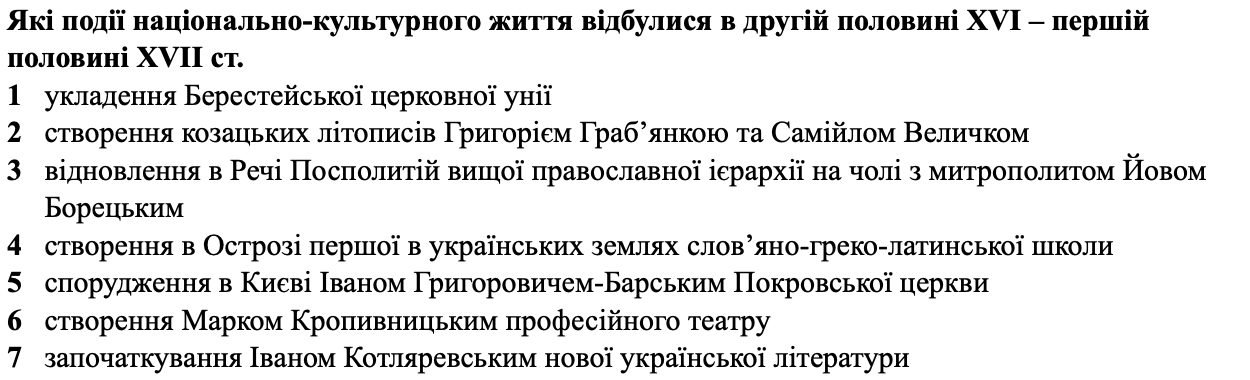 Які події національно-культурного життя відбулися в другій половині XVI – першій
половині XVII ст.
1 укладення Берестейської церковної унії
2 створення козацьких літописів Григорієм Граб’янкою та Самійлом Величком
3 відновлення в Речі Посполитій вищої православної ієрархії на чолі з митрополитом Йовом
Борецьким
4 створення в Острозі першої в українських землях слов’яно-греко-латинської школи
5 спорудження в Києві Іваном Григоровичем-Барським Покровської церкви
6 створення Марком Кропивницьким професійного театру
7 започаткування Іваном Котляревським нової української літератури